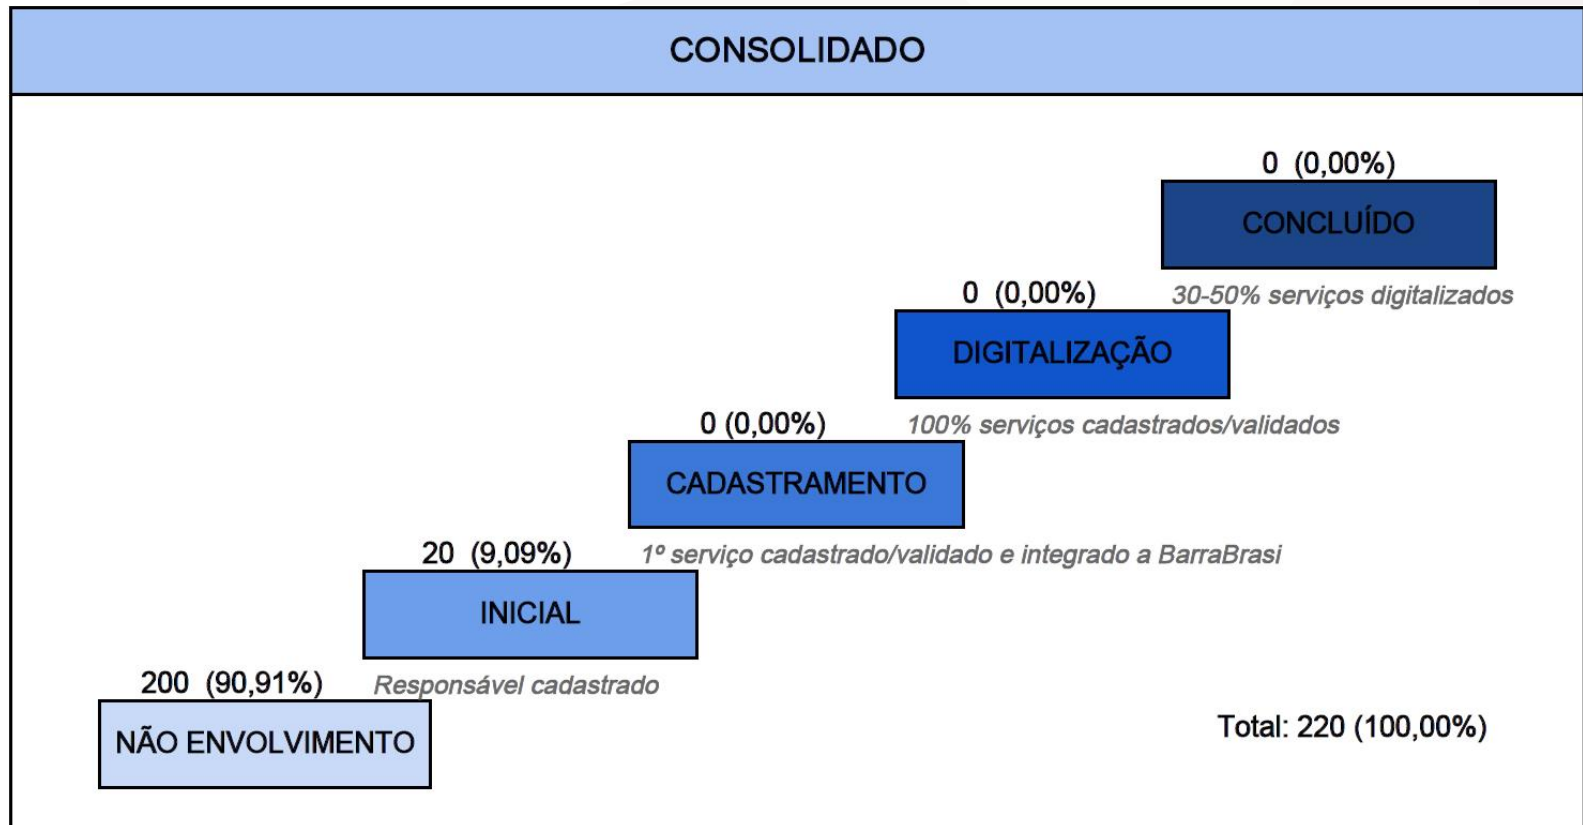 CONSOLIDADO
0 (0,00%)
CONCLUÍDO
30-50% serviços digitalizados
0 (0,00%)
DIGITALIZAÇÃO
100% serviços cadastrados/validados
0 (0,00%)
CADASTRAMENTO
1º serviço cadastrado/validado e integrado a BarraBrasi
20 (9,09%)
INICIAL
Responsável cadastrado
200 (90,91%)
NÃO ENVOLVIMENTO
Total: 220 (100,00%)